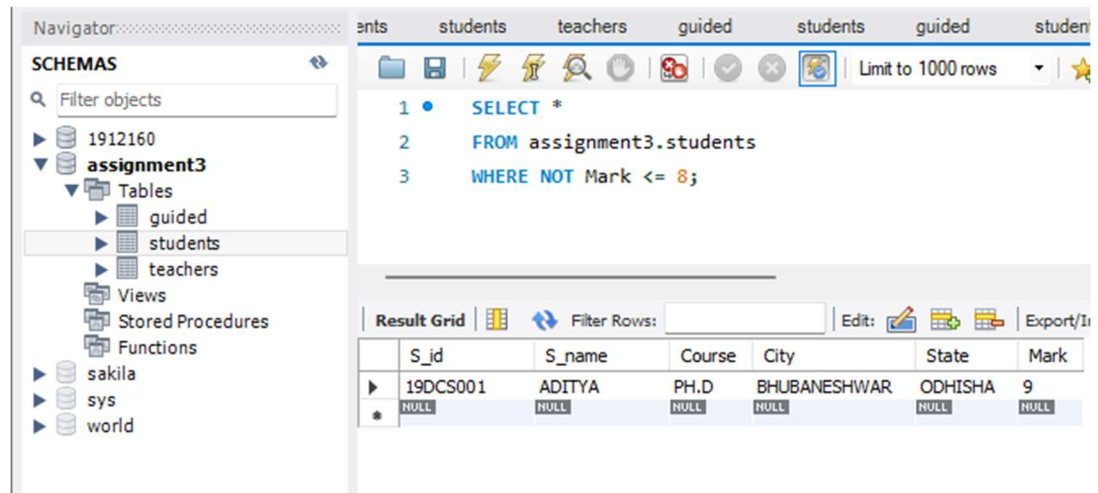 Navigator
SCHEMAS
Filter objects
1912160
assignment3
Tables
guided
students
teachers
Views
Stored Procedures
Functions
sakila
sys
world
ents students teachers guided students guided studen
Limit to 1000 rows
1 SELECT *
2 FROM assignment3.students
3 WHERE NOT Mark <= 8;
Result Grid Filter Rows: Edit: Export/I
S_id S_name Course City State Mark
19DCS001 ADITYA PH.D BHUBANESHWAR ODHISHA 9
NULL NULL NULL NULL NULL NULL